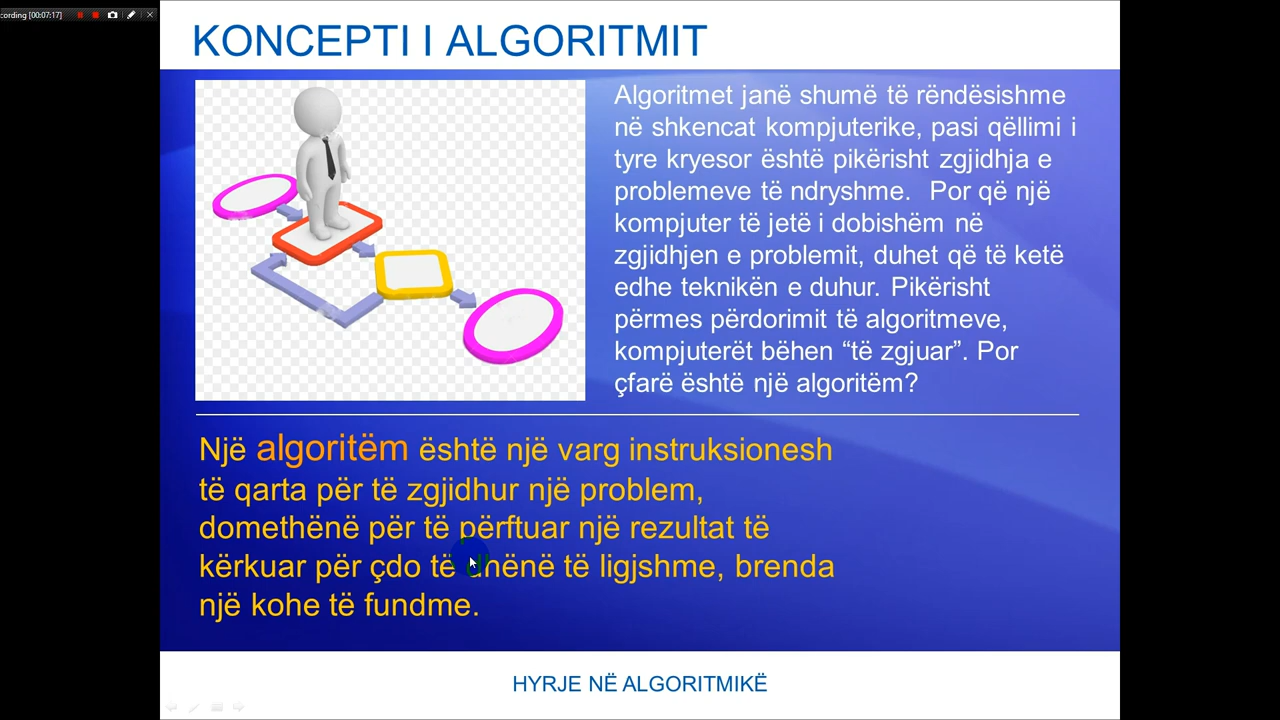 cording [00:07:17]
KONCEPTI I ALGORITMIT
Algoritmet janë shumë të rëndësishme
në shkencat kompjuterike, pasi qëllimi i
tyre kryesor është pikërisht zgjidhja e
problemeve të ndryshme.  Por që një
kompjuter të jetë i dobishëm në
zgjidhjen e problemit, duhet që të ketë
edhe teknikën e duhur. Pikërisht
përmes përdorimit të algoritmeve,
kompjuterët bëhen “të zgjuar”. Por
çfarë është një algoritëm?
Një algoritëm është një varg instruksionesh
të qarta për të zgjidhur një problem,
domethënë për të përftuar një rezultat të
kërkuar për çdo të dhënë të ligjshme, brenda
një kohe të fundme.
HYRJE NË ALGORITMIKË